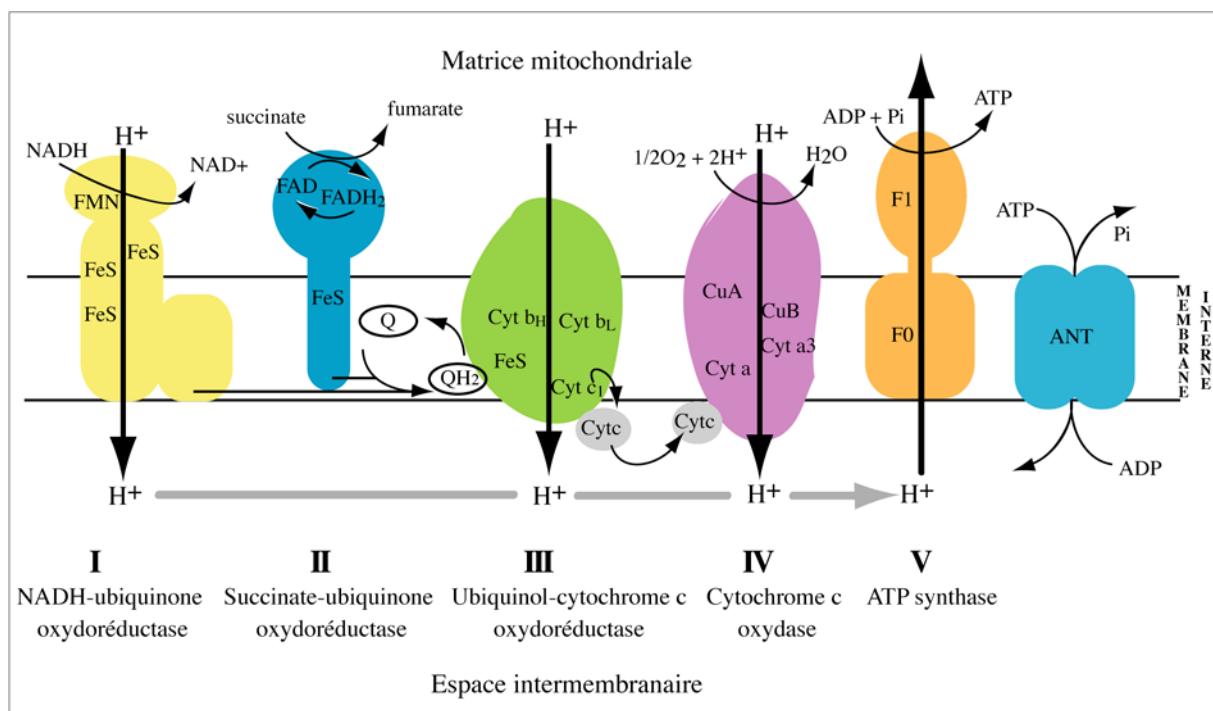 Matrice mitochondriale
H+
NADH
NAD+
FMN
FeS
FeS
FeS
succinate
fumarate
FAD
FADH2
FeS
Q
QH2
H+
Cyt bH
Cyt bL
FeS
Cyt c1
Cytc
Cytc
H+
1/2O2 + 2H+
H2O
CuA
CuB
Cyt a3
Cyt a
ADP + Pi
ATP
F1
F0
ATP
Pi
ANT
ADP
MEMBRANE
INTERNE
H+
H+
H+
H+
I
II
III
IV
V
NADH-ubiquinone
oxydoréductase
Succinate-ubiquinone
oxydoréductase
Ubiquinol-cytochrome c
oxydoréductase
Cytochrome c
oxydase
ATP synthase
Espace intermembranaire